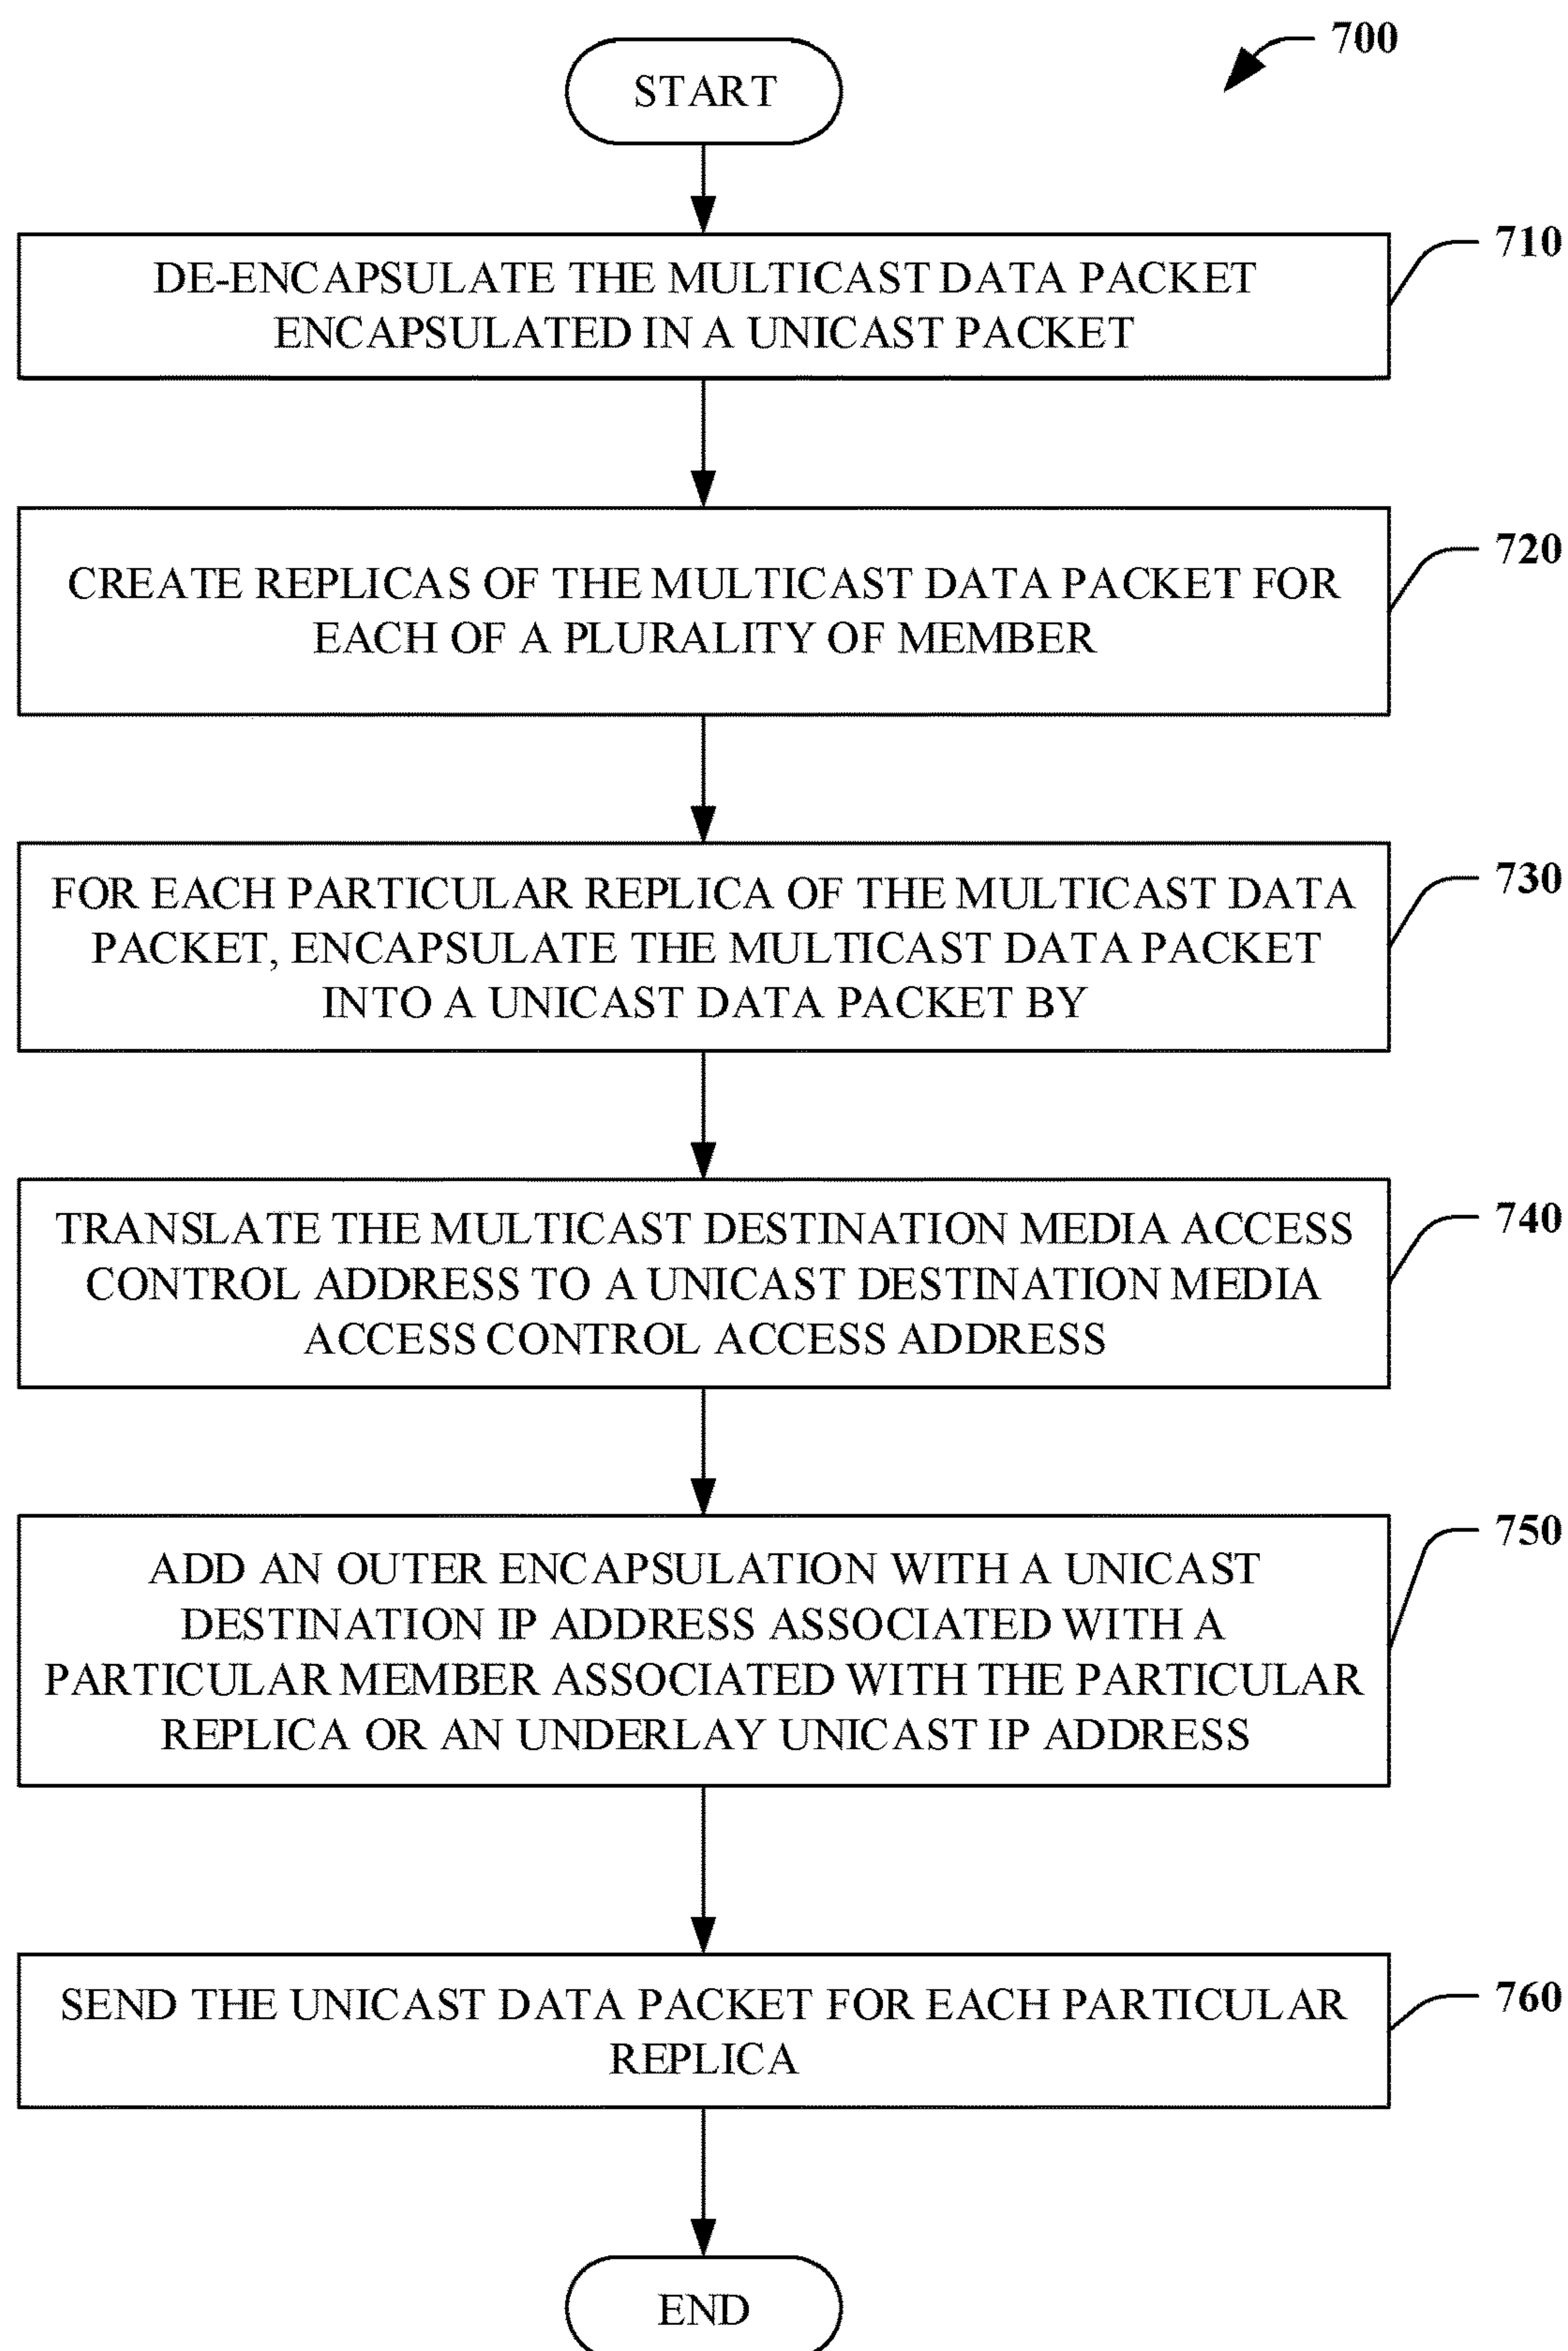 700
START
710
DE-ENCAPSULATE THE MULTICAST DATA PACKET
ENCAPSULATED IN A UNICAST PACKET
720
CREATE REPLICAS OF THE MULTICAST DATA PACKET FOR
EACH OF A PLURALITY OF MEMBER
730
FOR EACH PARTICULAR REPLICA OF THE MULTICAST DATA
PACKET, ENCAPSULATE THE MULTICAST DATA PACKET
INTO A UNICAST DATA PACKET BY
740
TRANSLATE THE MULTICAST DESTINATION MEDIA ACCESS
CONTROL ADDRESS TO A UNICAST DESTINATION MEDIA
ACCESS CONTROL ACCESS ADDRESS
750
ADD AN OUTER ENCAPSULATION WITH A UNICAST
DESTINATION IP ADDRESS ASSOCIATED WITH A
PARTICULAR MEMBER ASSOCIATED WITH THE PARTICULAR
REPLICA OR AN UNDERLAY UNICAST IP ADDRESS
760
SEND THE UNICAST DATA PACKET FOR EACH PARTICULAR
REPLICA
END